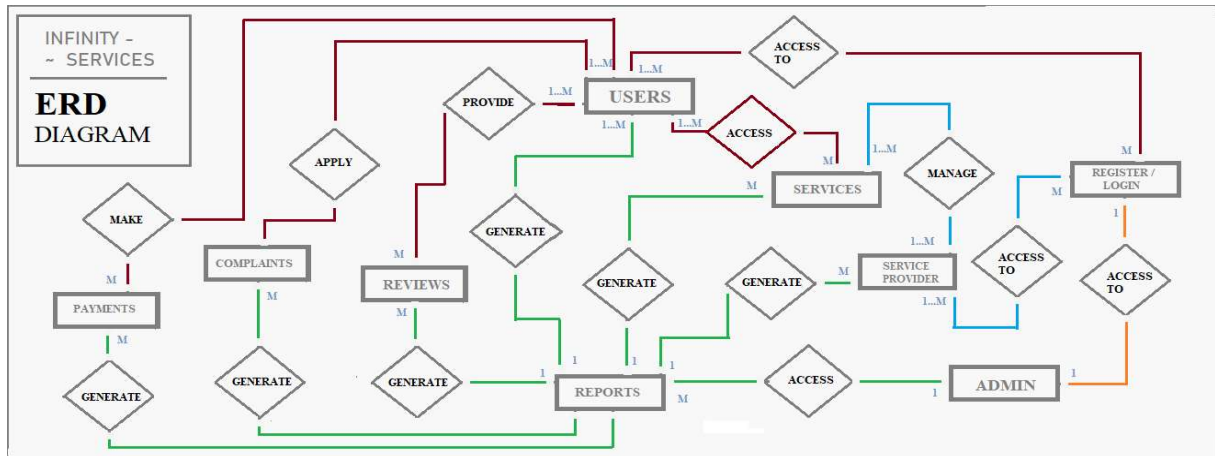 INFINITY -
~ SERVICES
ERD
DIAGRAM
ACCESS
TO
1...M
1...M
1...M
PROVIDE
1...M
USERS
1...M
1...M
ACCESS
1...M
M
M
APPLY
MANAGE
M
SERVICES
M
REGISTER /
LOGIN
M
1
MAKE
GENERATE
1...M
M
COMPLAINTS
M
SERVICE
PROVIDER
ACCESS
TO
ACCESS
TO
M
REVIEWS
GENERATE
GENERATE
M
M
PAYMENTS
M
1...M
M
1
1
1
1
1
GENERATE
GENERATE
GENERATE
REPORTS
M
ACCESS
1
ADMIN